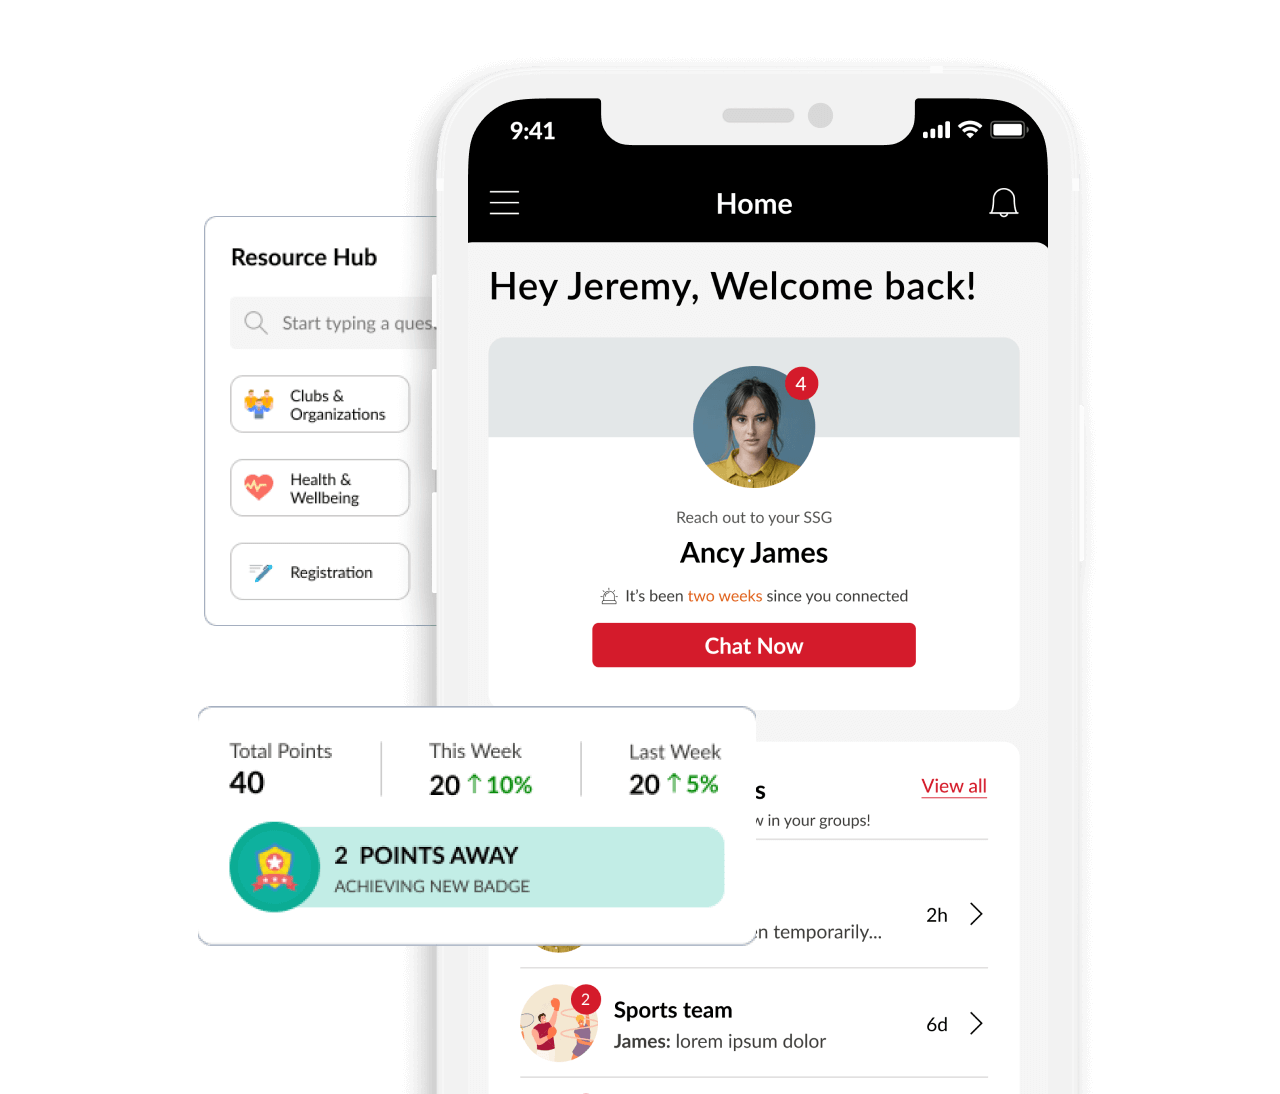 9:41
Home
Hey Jeremy, Welcome back!
4
Reach out to your SSG
Ancy James
It's been two weeks since you connected
Chat Now
Resource Hub
Start typing a ques.
Clubs &
Organizations
Health &
Wellbeing
Registration
Total Points
40
This Week
20 ↑ 10%
Last Week
20 ↑ 5%
2 POINTS AWAY
ACHIEVING NEW BADGE
View all
in your groups!
temporarily...
2h
2
Sports team
James: lorem ipsum dolor
6d